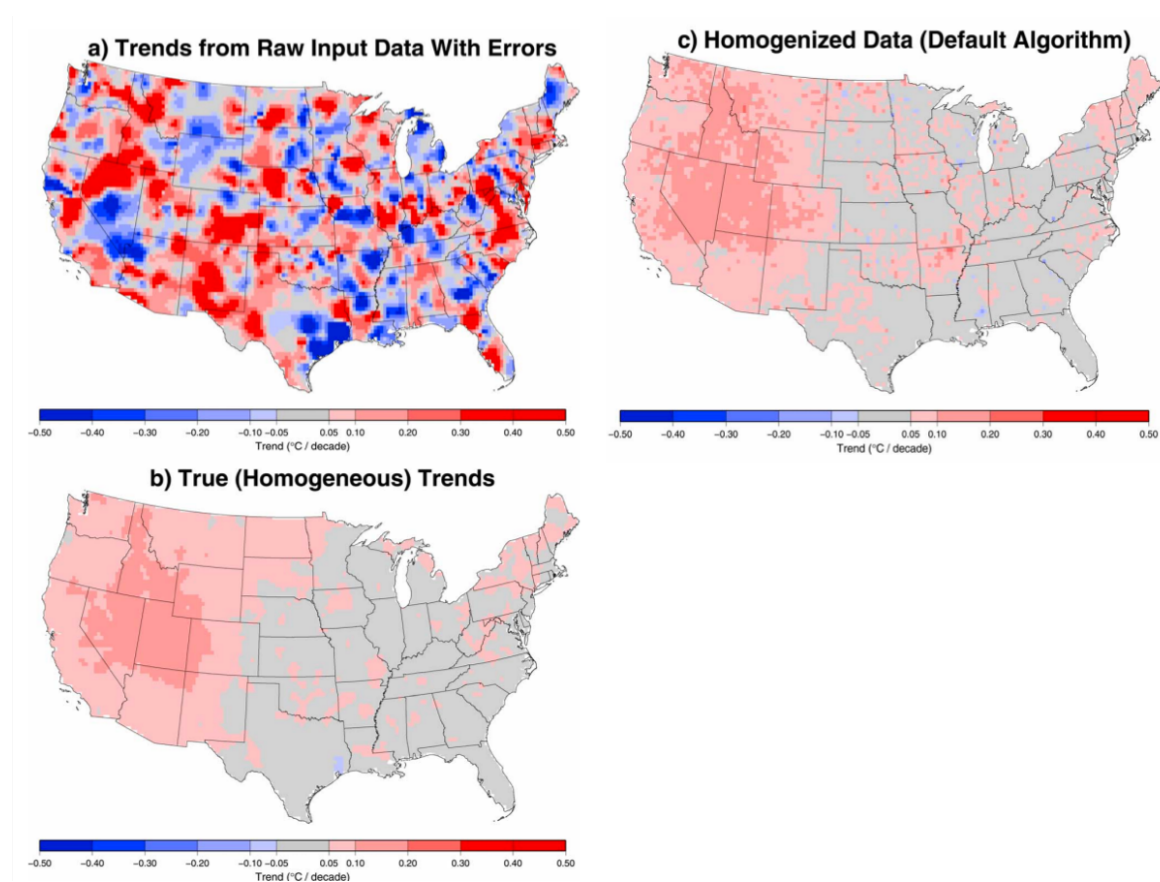 a) Trends from Raw Input Data With Errors
−0.50 −0.40 −0.30 −0.20 −0.10 −0.05 0.05 0.10 0.20 0.30 0.40 0.50
Trend (°C / decade)
c) Homogenized Data (Default Algorithm)
−0.50 −0.40 −0.30 −0.20 −0.10 −0.05 0.05 0.10 0.20 0.30 0.40 0.50
Trend (°C / decade)
b) True (Homogeneous) Trends
−0.50 −0.40 −0.30 −0.20 −0.10 −0.05 0.05 0.10 0.20 0.30 0.40 0.50
Trend (°C / decade)